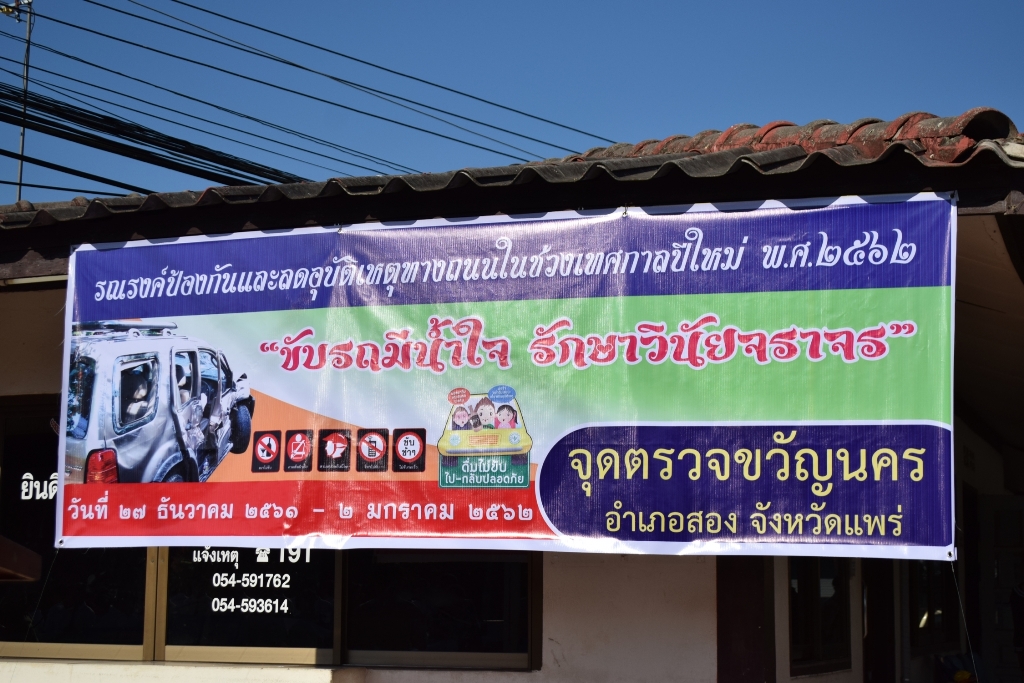 รณรงค์ป้องกันและลดอุบัติเหตุทางถนนในช่วงเทศกาลปีใหม่ พ.ศ.๒๕๖๒
“ขับรถมีน้ำใจ รักษาวินัยจราจร”
ขับ
ช้าๆ
ดื่มไม่ขับ
ไป-กลับปลอดภัย
วันที่ ๒๗ ธันวาคม ๒๕๖๑ - ๒ มกราคม ๒๕๖๒
จุดตรวจขวัญนคร
อำเภอสอง จังหวัดแพร่
ยินดี
แจ้งเหตุ ☎ 191
054-591762
054-593614